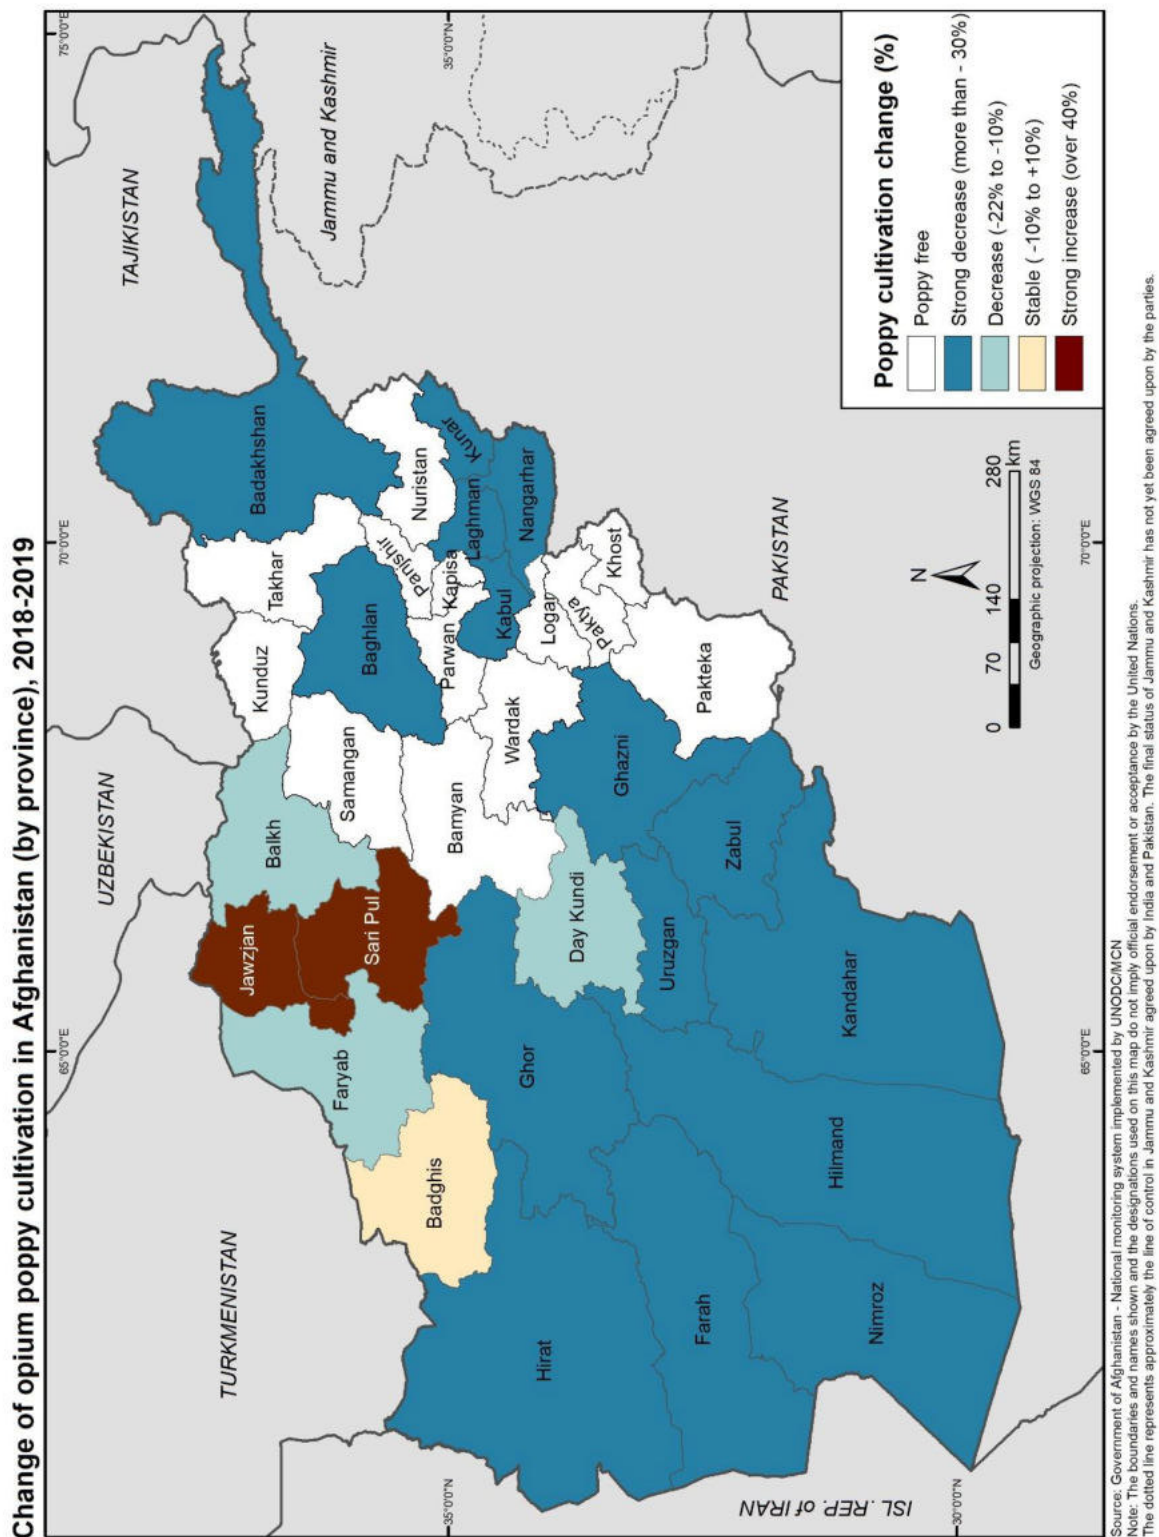 Change of opium poppy cultivation in Afghanistan (by province), 2018-2019
65°0'0"E
70°0'0"E
75°0'0"E
UZBEKISTAN
TAJIKISTAN
TURKMENISTAN
Jammu and Kashmir
35°0'0"N
35°0'0"N
Jawzjan
Balkh
Kunduz
Takhar
Badakhshan
Faryab
Sari Pul
Samangan
Baghlan
Panjshir
Nuristan
Badghis
Bamyan
Parwan
Kapisa
Kunar
Laghman
Hirat
Ghor
Day Kundi
Wardak
Kabul
Nangarhar
Logar
Paktya
Khost
Ghazni
Uruzgan
Farah
Zabul
Pakteka
Nimroz
Hilmand
Kandahar
PAKISTAN
ISL. REP. of IRAN
30°0'0"N
65°0'0"E
70°0'0"E
N
0 70 140 280
km
Geographic projection: WGS 84
Poppy cultivation change (%)
Poppy free
Strong decrease (more than - 30%)
Decrease (-22% to -10%)
Stable ( -10% to +10%)
Strong increase (over 40%)
Source: Government of Afghanistan - National monitoring system implemented by UNODC/MCN
Note: The boundaries and names shown and the designations used on this map do not imply official endorsement or acceptance by the United Nations.
The dotted line represents approximately the line of control in Jammu and Kashmir agreed upon by India and Pakistan. The final status of Jammu and Kashmir has not yet been agreed upon by the parties.